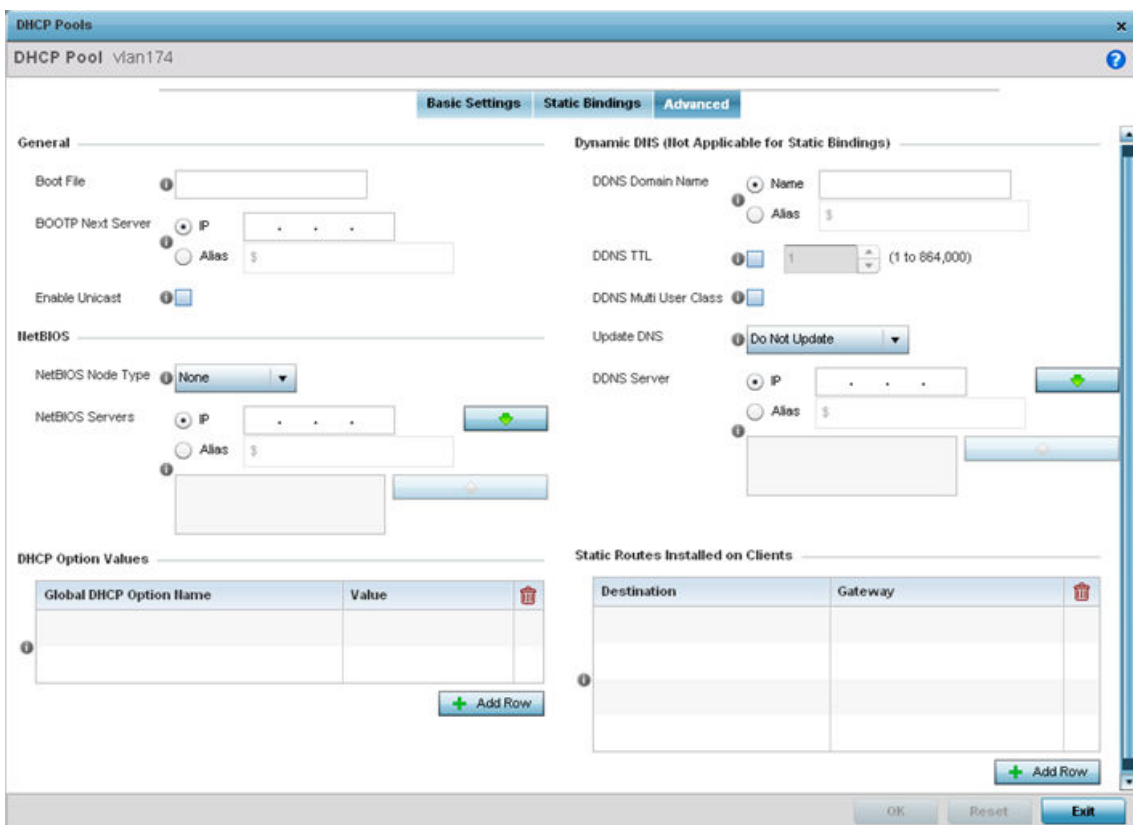 DHCP Pools
DHCP Pool vlan174
Basic Settings Static Bindings Advanced
General
Boot File
BOOTP Next Server
IP
Alias $
Enable Unicast
NetBIOS
NetBIOS Node Type None
NetBIOS Servers
IP
Alias $
DHCP Option Values
Global DHCP Option Name Value
Add Row
Dynamic DNS (Not Applicable for Static Bindings)
DDNS Domain Name
Name
Alias $
DDNS TTL 1 (1 to 864,000)
DDNS Multi User Class
Update DNS Do Not Update
DDNS Server
IP
Alias $
Static Routes Installed on Clients
Destination Gateway
Add Row
OK Reset Exit